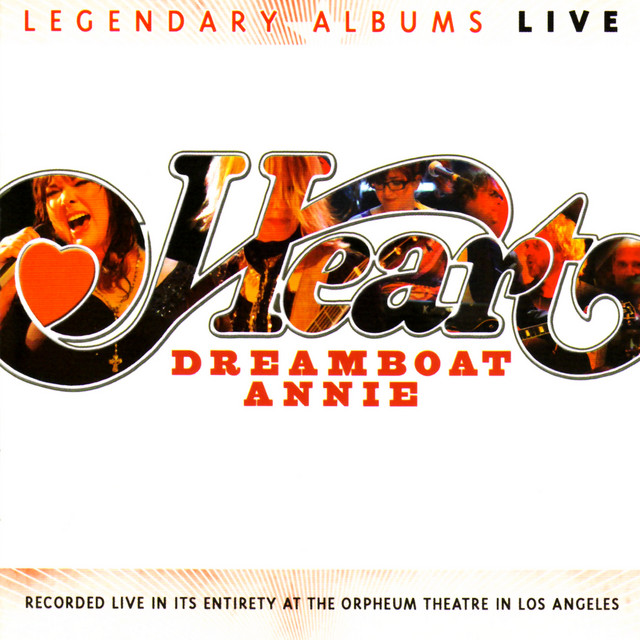 LEGENDARY ALBUMS LIVE
Heart
DREAMBOAT
ANNIE
RECORDED LIVE IN ITS ENTIRETY AT THE ORPHEUM THEATRE IN LOS ANGELES